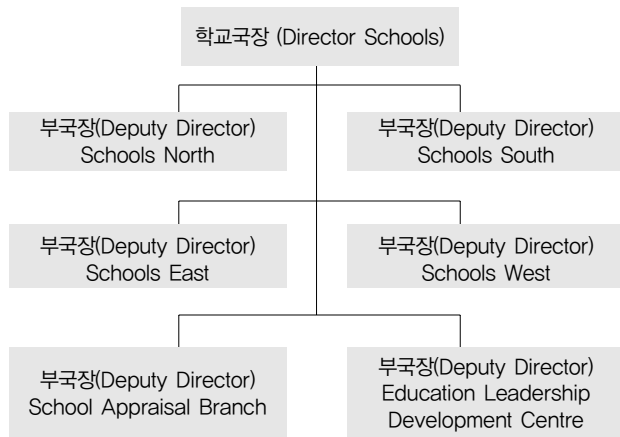 학교국장 (Director Schools)
부국장(Deputy Director)
Schools North
부국장(Deputy Director)
Schools South
부국장(Deputy Director)
Schools East
부국장(Deputy Director)
Schools West
부국장(Deputy Director)
School Appraisal Branch
부국장(Deputy Director)
Education Leadership
Development Centre